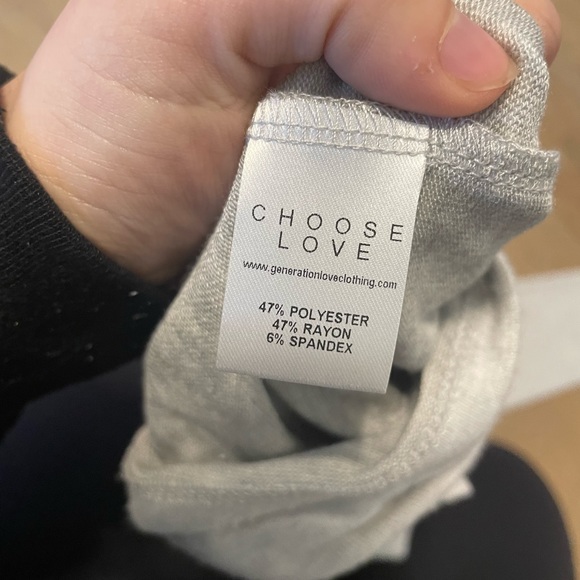 CHOOSE
LOVE
www.generationloveclothing.com
47% POLYESTER
47% RAYON
6% SPANDEX